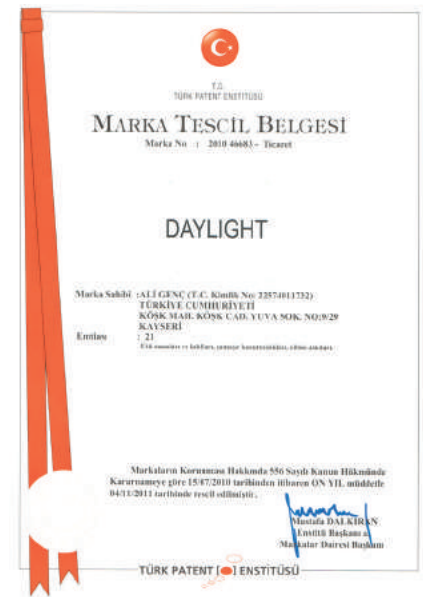 T.C.
TÜRK PATENT ENSTİTÜSÜ
MARKA TESCİL BELGESİ
Marka No : 2010 46683 - Ticaret
DAYLIGHT
Marka Sahibi :ALİ GENÇ (T.C. Kimlik No: 22574011732)
TÜRKİYE CUMHURİYETİ
KÖŞK MAH. KÖŞK CAD. YUVA SOK. NO:9/29
KAYSERİ
Emtiası : 21
Markaların Korunması Hakkında 556 Sayılı Kanun Hükmünde
Kararnameye göre 15/07/2010 tarihinden itibaren ON YIL müddetle
04/11/2011 tarihinde tescil edilmiştir.
Mustafa DALKIRAN
Enstitü Başkanı a.
Markalar Dairesi Başkanı
TÜRK PATENT ENSTİTÜSÜ